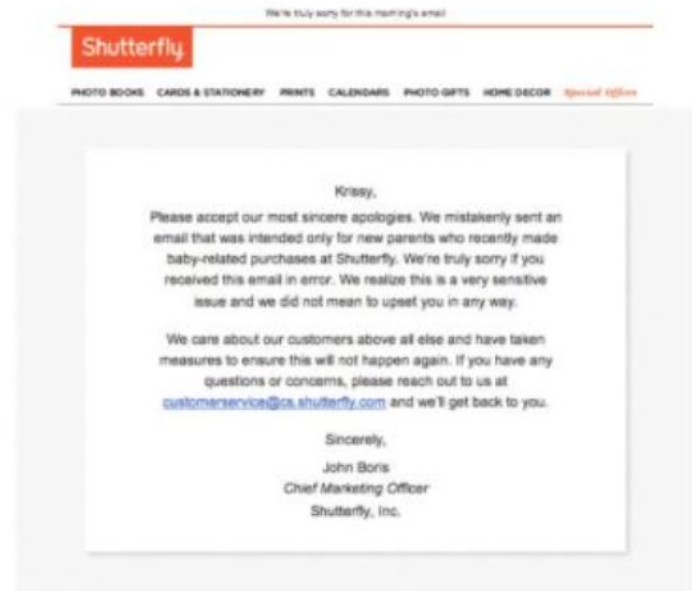 We're truly sorry for this morning's email
Shutterfly
PHOTO BOOKS CARDS & STATIONERY PRINTS CALENDARS PHOTO GIFTS HOME DECOR Special Offers
Krissy,
Please accept our most sincere apologies. We mistakenly sent an
email that was intended only for new parents who recently made
baby-related purchases at Shutterfly. We're truly sorry if you
received this email in error. We realize this is a very sensitive
issue and we did not mean to upset you in any way.
We care about our customers above all else and have taken
measures to ensure this will not happen again. If you have any
questions or concerns, please reach out to us at
customerservice@cs.shutterfly.com and we'll get back to you.
Sincerely,
John Boris
Chief Marketing Officer
Shutterfly, Inc.